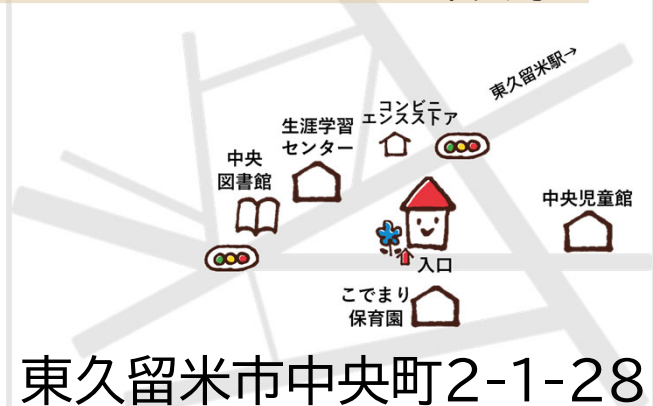 東久留米駅→
コンビニ
エンスストア
生涯学習
センター
中央
図書館
中央児童館
入口
こでまり
保育園
東久留米市中央町2-1-28